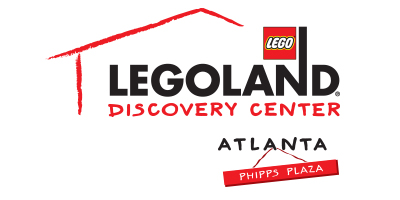 LEGO
LEGOLAND®
DISCOVERY CENTER
ATLANTA
PHIPPS PLAZA